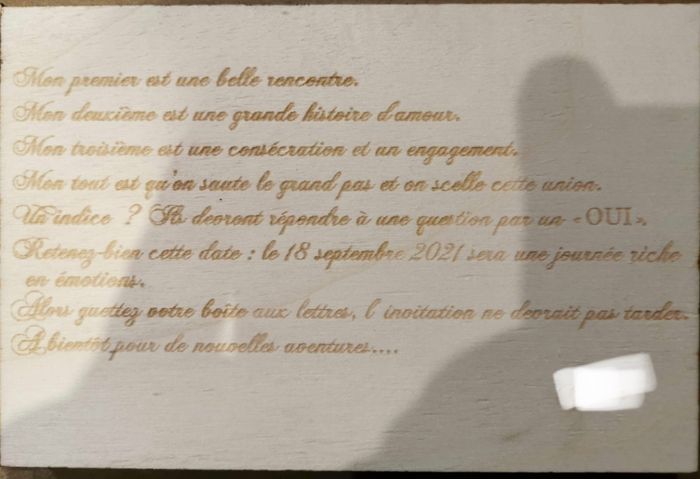 Mon premier est une belle rencontre.
Mon deuxième est une grande histoire d'amour.
Mon troisième est une consécration et un engagement.
Mon tout est qu'on saute le grand pas et on scelle cette union.
Un indice ? Ils devront répondre à une question par un « OUI ».
Retenez-bien cette date : le 18 septembre 2021 sera une journée riche
en émotions.
Alors guettez votre boîte aux lettres, l'invitation ne devrait pas tarder.
A bientôt pour de nouvelles aventures....